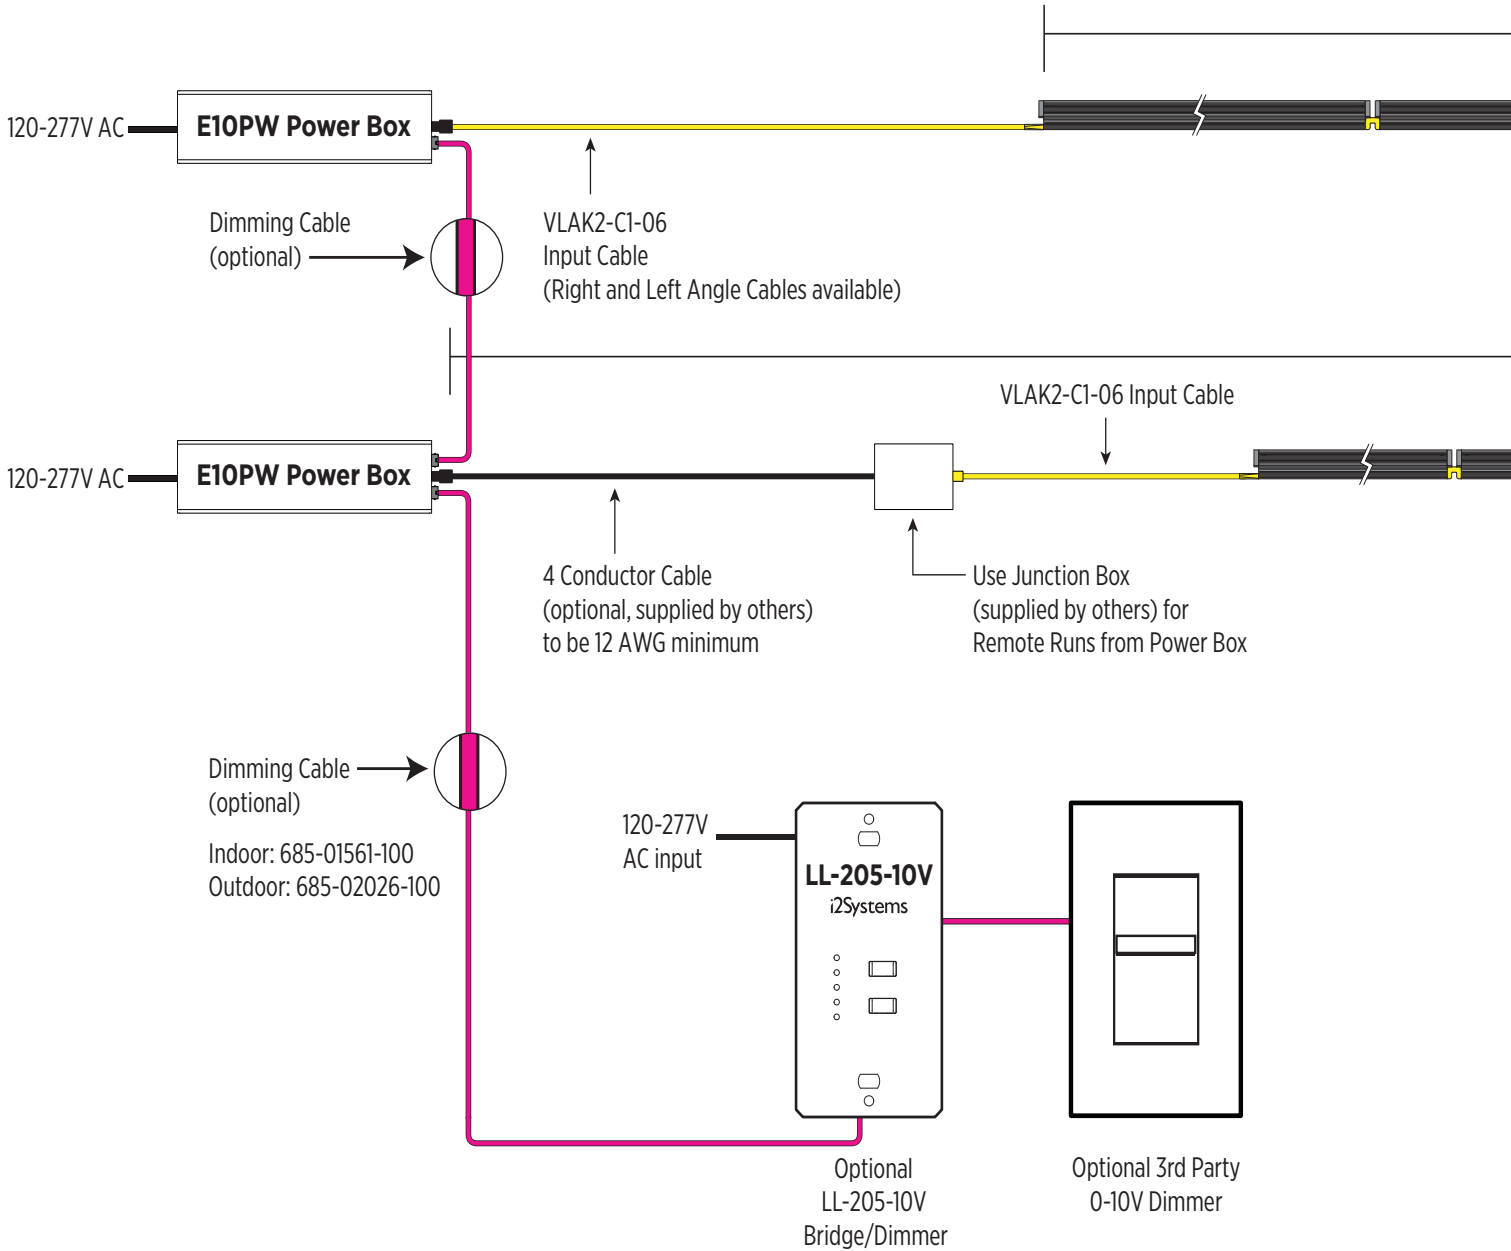 120-277V AC
E10PW Power Box
Dimming Cable
(optional)
VLAK2-C1-06
Input Cable
(Right and Left Angle Cables available)
VLAK2-C1-06 Input Cable
120-277V AC
E10PW Power Box
4 Conductor Cable
(optional, supplied by others)
to be 12 AWG minimum
Use Junction Box
(supplied by others) for
Remote Runs from Power Box
Dimming Cable
(optional)
Indoor: 685-01561-100
Outdoor: 685-02026-100
120-277V
AC input
LL-205-10V
i2Systems
Optional
LL-205-10V
Bridge/Dimmer
Optional 3rd Party
0-10V Dimmer